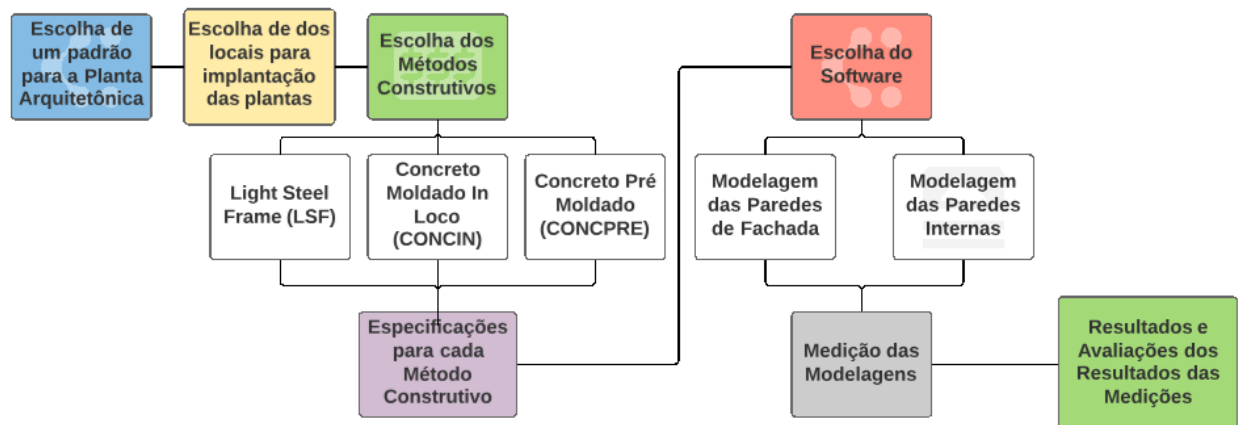 Escolha de
um padrão
para a Planta
Arquitetônica
Escolha de dos
locais para
implantação
das plantas
Escolha dos
Métodos
Construtivos
Light Steel
Frame (LSF)
Concreto
Moldado In
Loco
(CONCIN)
Concreto Pré
Moldado
(CONCPRE)
Especificações
para cada
Método
Construtivo
Escolha do
Software
Modelagem
das Paredes
de Fachada
Modelagem
das Paredes
Internas
Medição das
Modelagens
Resultados e
Avaliações dos
Resultados das
Medições